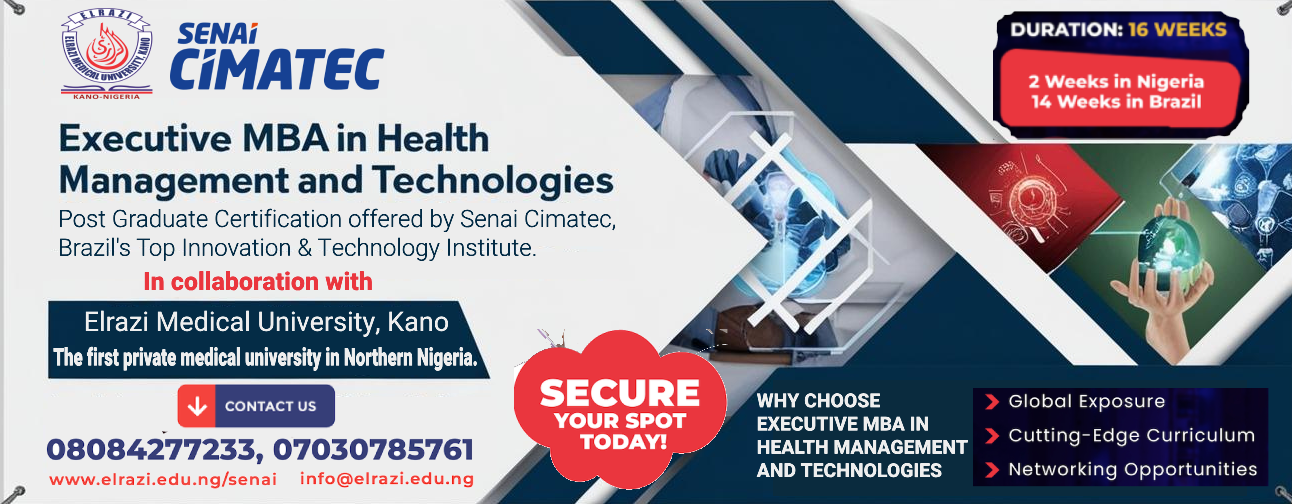 ELRAZI
ELRAZI MEDICAL UNIVERSITY, KANO
KANO-NIGERIA
SENAI
CIMATEC
Executive MBA in Health
Management and Technologies
Post Graduate Certification offered by Senai Cimatec,
Brazil's Top Innovation & Technology Institute.
In collaboration with
Elrazi Medical University, Kano
The first private medical university in Northern Nigeria.
CONTACT US
08084277233, 07030785761
www.elrazi.edu.ng/senai info@elrazi.edu.ng
SECURE
YOUR SPOT
TODAY!
DURATION: 16 WEEKS
2 Weeks in Nigeria
14 Weeks in Brazil
WHY CHOOSE
EXECUTIVE MBA IN
HEALTH MANAGEMENT
AND TECHNOLOGIES
Global Exposure
Cutting-Edge Curriculum
Networking Opportunities